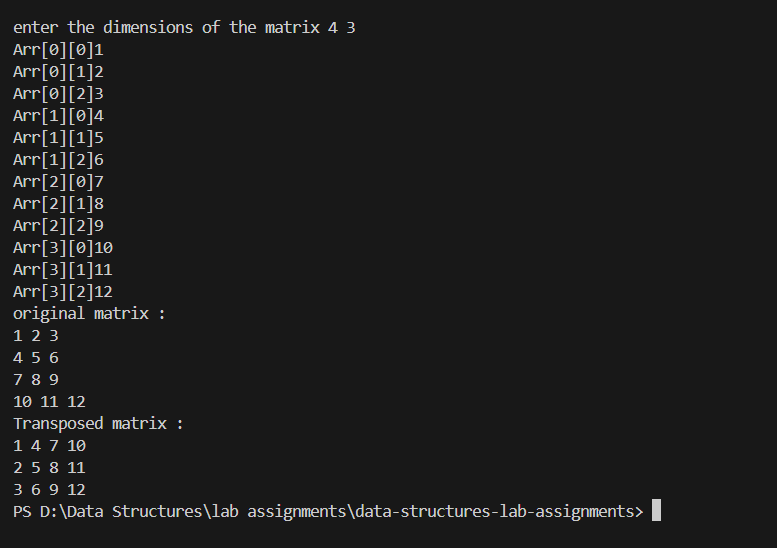 enter the dimensions of the matrix 4 3
Arr[0][0]1
Arr[0][1]2
Arr[0][2]3
Arr[1][0]4
Arr[1][1]5
Arr[1][2]6
Arr[2][0]7
Arr[2][1]8
Arr[2][2]9
Arr[3][0]10
Arr[3][1]11
Arr[3][2]12
original matrix :
1 2 3
4 5 6
7 8 9
10 11 12
Transposed matrix :
1 4 7 10
2 5 8 11
3 6 9 12
PS D:\Data Structures\lab assignments\data-structures-lab-assignments>